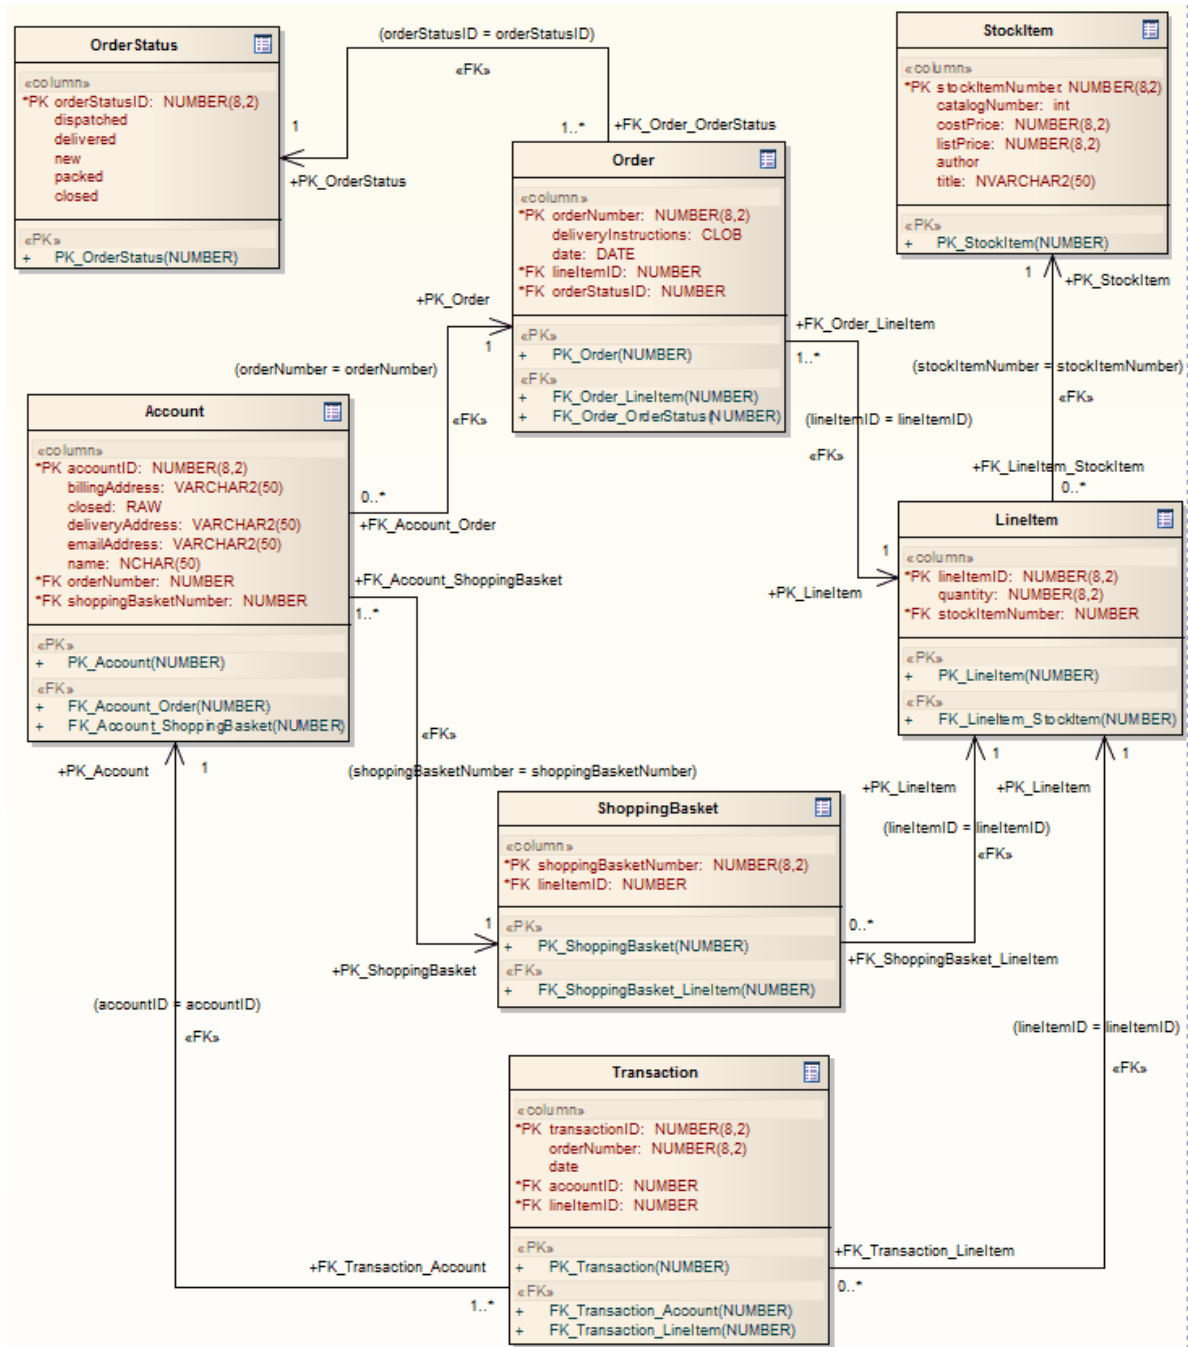 OrderStatus
«column»
*PK orderStatusID: NUMBER(8,2)
dispatched
delivered
new
packed
closed
«PK»
+ PK_OrderStatus(NUMBER)
(orderStatusID = orderStatusID)
«FK»
1
+PK_OrderStatus
1..*
+FK_Order_OrderStatus
Order
«column»
*PK orderNumber: NUMBER(8,2)
deliveryInstructions: CLOB
date: DATE
*FK lineItemID: NUMBER
*FK orderStatusID: NUMBER
«PK»
+ PK_Order(NUMBER)
«FK»
+ FK_Order_LineItem(NUMBER)
+ FK_Order_OrderStatus(NUMBER)
StockItem
«column»
*PK stockItemNumber: NUMBER(8,2)
catalogNumber: int
costPrice: NUMBER(8,2)
listPrice: NUMBER(8,2)
author
title: NVARCHAR2(50)
«PK»
+ PK_StockItem(NUMBER)
1
+PK_StockItem
(stockItemNumber = stockItemNumber)
«FK»
+FK_LineItem_StockItem
0..*
+PK_Order
1
(orderNumber = orderNumber)
«FK»
0..*
+FK_Account_Order
+FK_Order_LineItem
1..*
(lineItemID = lineItemID)
«FK»
1
+PK_LineItem
Account
«column»
*PK accountID: NUMBER(8,2)
billingAddress: VARCHAR2(50)
closed: RAW
deliveryAddress: VARCHAR2(50)
emailAddress: VARCHAR2(50)
name: NCHAR(50)
*FK orderNumber: NUMBER
*FK shoppingBasketNumber: NUMBER
«PK»
+ PK_Account(NUMBER)
«FK»
+ FK_Account_Order(NUMBER)
+ FK_Account_ShoppingBasket(NUMBER)
+FK_Account_ShoppingBasket
1..*
«FK»
(shoppingBasketNumber = shoppingBasketNumber)
1
+PK_ShoppingBasket
LineItem
«column»
*PK lineItemID: NUMBER(8,2)
quantity: NUMBER(8,2)
*FK stockItemNumber: NUMBER
«PK»
+ PK_LineItem(NUMBER)
«FK»
+ FK_LineItem_StockItem(NUMBER)
+PK_Account
1
(accountID = accountID)
«FK»
+FK_Transaction_Account
1..*
ShoppingBasket
«column»
*PK shoppingBasketNumber: NUMBER(8,2)
*FK lineItemID: NUMBER
«PK»
+ PK_ShoppingBasket(NUMBER)
«FK»
+ FK_ShoppingBasket_LineItem(NUMBER)
1
+PK_LineItem
(lineItemID = lineItemID)
«FK»
0..*
+FK_ShoppingBasket_LineItem
1
+PK_LineItem
(lineItemID = lineItemID)
«FK»
Transaction
«column»
*PK transactionID: NUMBER(8,2)
orderNumber: NUMBER(8,2)
date
*FK accountID: NUMBER
*FK lineItemID: NUMBER
«PK»
+ PK_Transaction(NUMBER)
«FK»
+ FK_Transaction_Account(NUMBER)
+ FK_Transaction_LineItem(NUMBER)
+FK_Transaction_LineItem
0..*